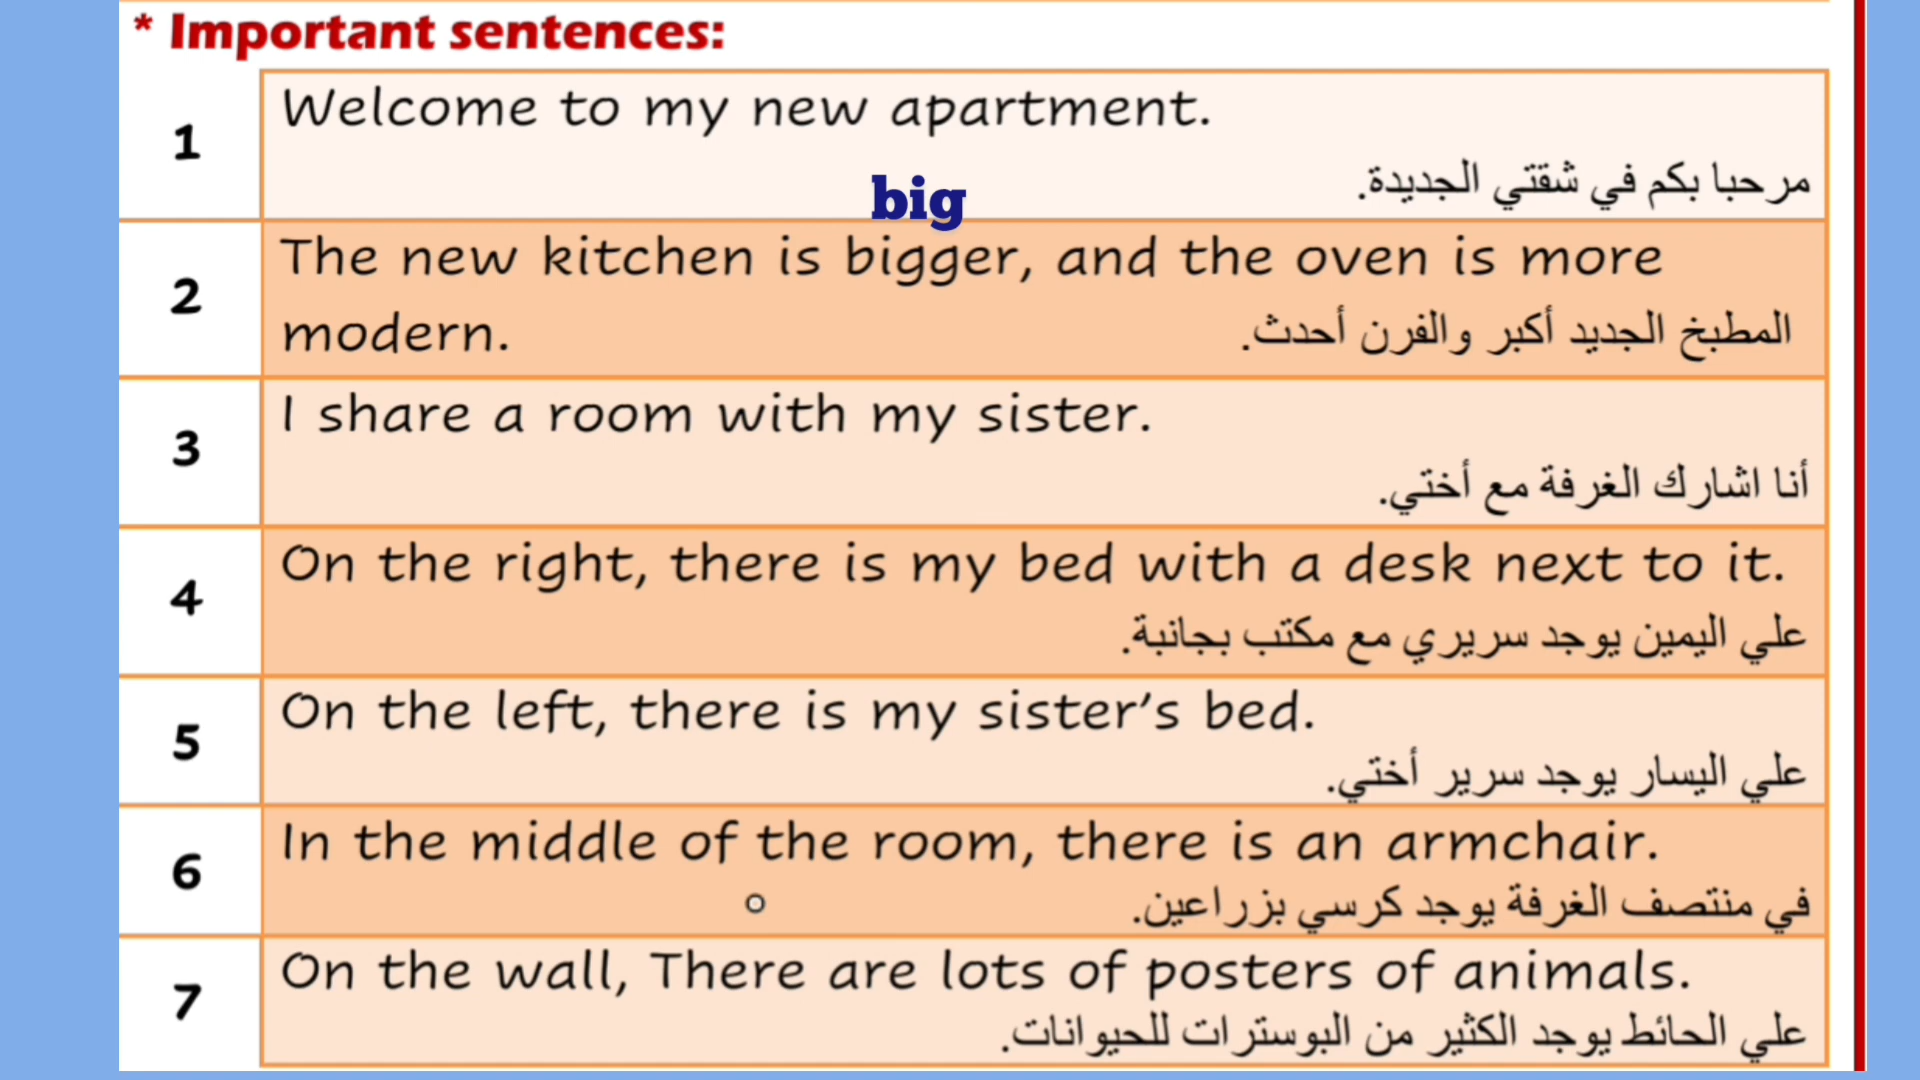 * Important sentences:
1
Welcome to my new apartment.
مرحبا بكم في شقتي الجديدة.
big
2
The new kitchen is bigger, and the oven is more
modern.
المطبخ الجديد أكبر والفرن أحدث.
3
I share a room with my sister.
أنا اشارك الغرفة مع أختي.
4
On the right, there is my bed with a desk next to it.
علي اليمين يوجد سريري مع مكتب بجانبة.
5
On the left, there is my sister’s bed.
علي اليسار يوجد سرير أختي.
6
In the middle of the room, there is an armchair.
في منتصف الغرفة يوجد كرسي بزراعين.
7
On the wall, There are lots of posters of animals.
علي الحائط يوجد الكثير من البوسترات للحيوانات.